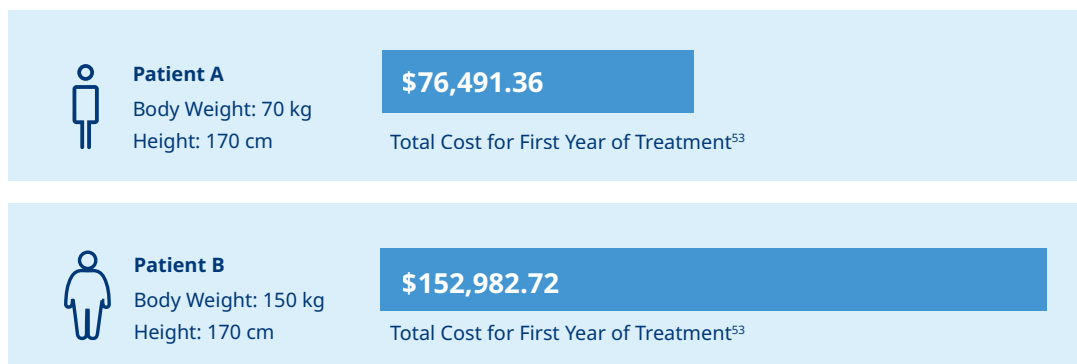 Patient A
Body Weight: 70 kg
Height: 170 cm
$76,491.36
Total Cost for First Year of Treatment⁵³
Patient B
Body Weight: 150 kg
Height: 170 cm
$152,982.72
Total Cost for First Year of Treatment⁵³